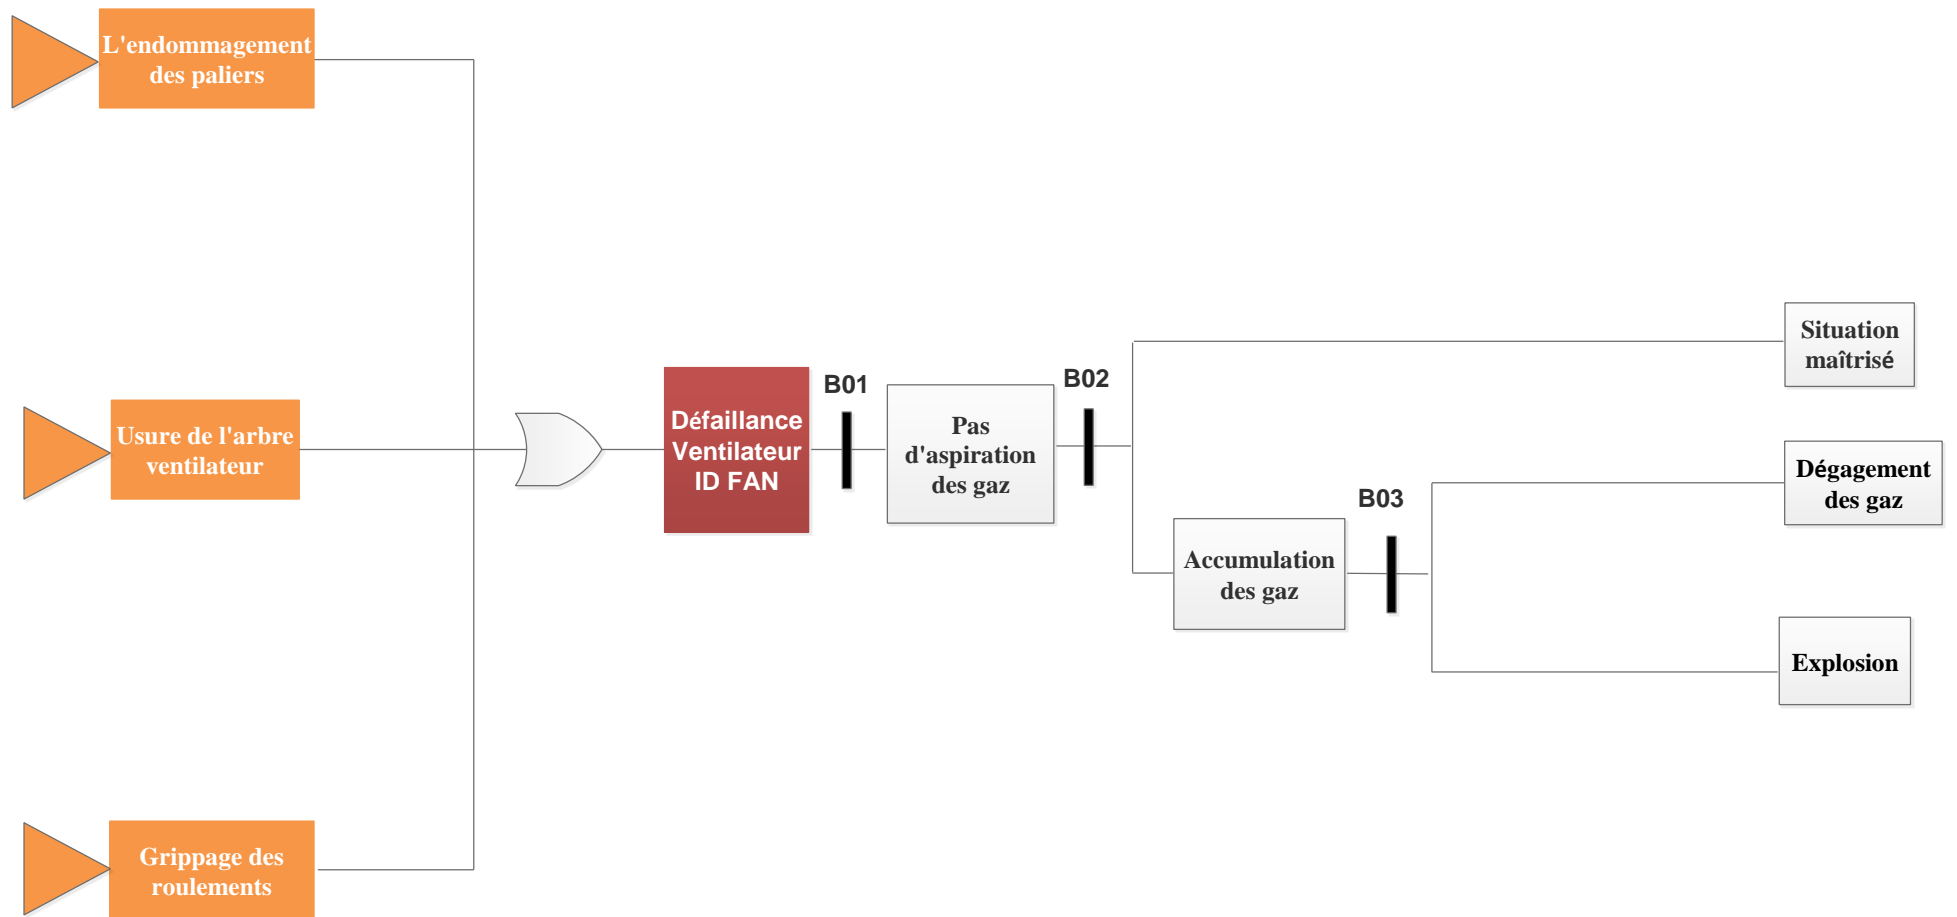 L'endommagement
des paliers
Usure de l'arbre
ventilateur
Grippage des
roulements
Défaillance
Ventilateur
ID FAN
B01
Pas
d'aspiration
des gaz
B02
Situation
maîtrisé
Accumulation
des gaz
B03
Dégagement
des gaz
Explosion